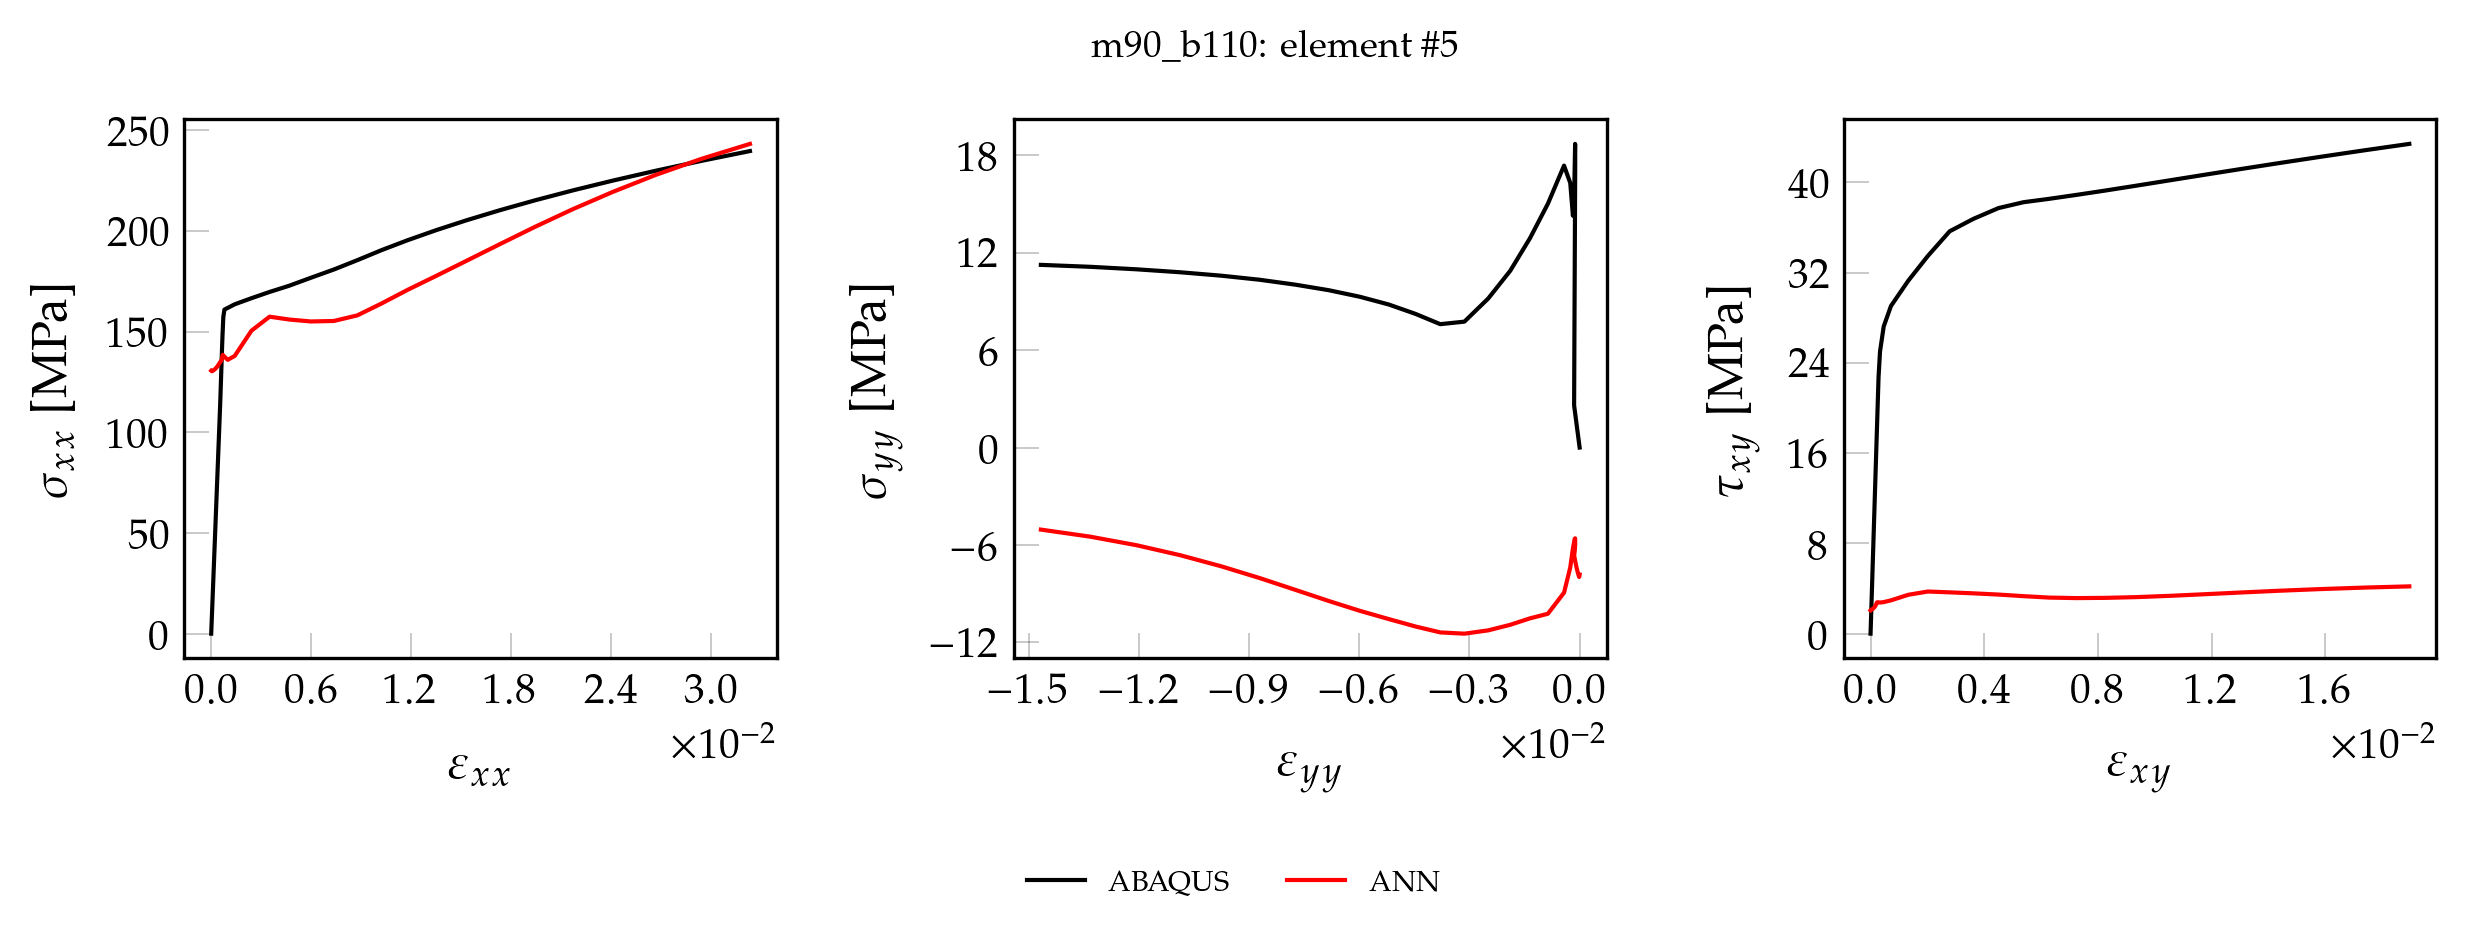 m90_b110: element #5
250
200
150
100
50
0
σxx [MPa]
0.0 0.6 1.2 1.8 2.4 3.0
×10−2
εxx
18
12
6
0
−6
−12
σyy [MPa]
−1.5 −1.2 −0.9 −0.6 −0.3 0.0
×10−2
εyy
40
32
24
16
8
0
τxy [MPa]
0.0 0.4 0.8 1.2 1.6
×10−2
εxy
ABAQUS ANN